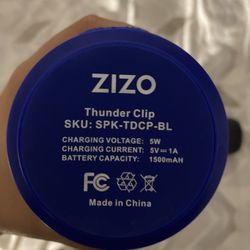 ZIZO
Thunder Clip
SKU: SPK-TDCP-BL
CHARGING VOLTAGE: 5W
CHARGING CURRENT: 5V⎓1A
BATTERY CAPACITY: 1500mAH
FC
Made in China